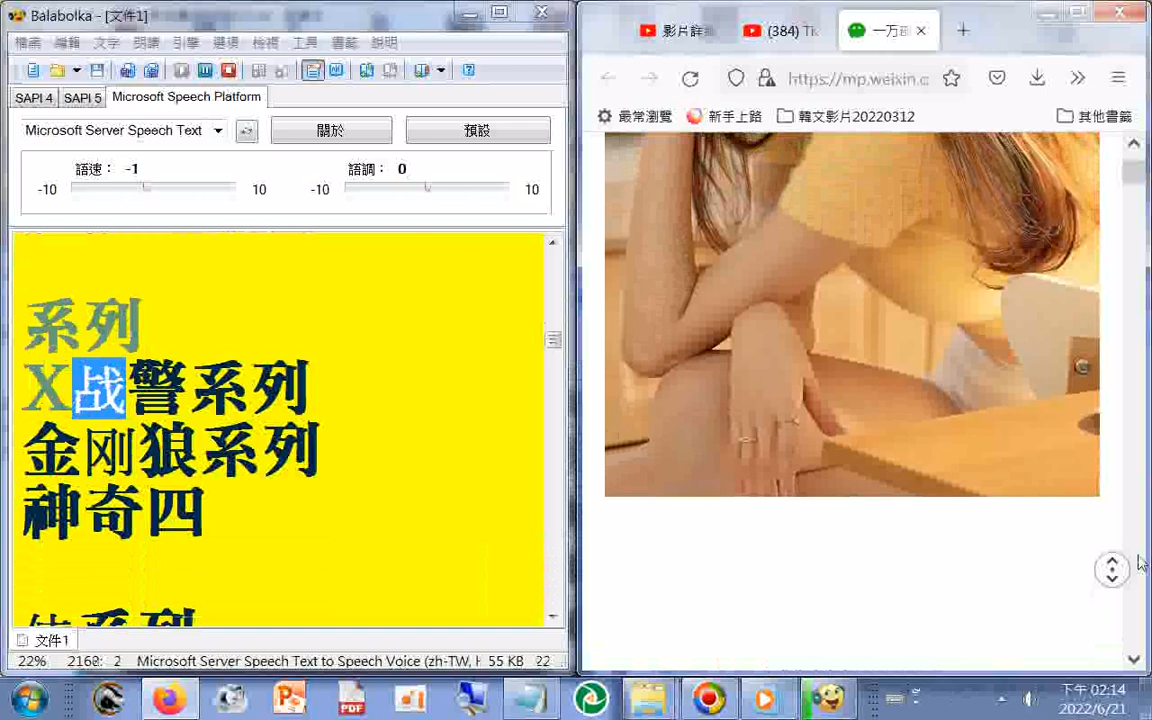 Balabolka - [文件1]
檔案 編輯 文字 朗讀 引擎 選項 檢視 工具 書籤 說明
SAPI 4 SAPI 5 Microsoft Speech Platform
Microsoft Server Speech Text
關於
預設
語速： -1
語調： 0
-10 10 -10 10
系列
X战警系列
金刚狼系列
神奇四
系列
文件1
22%
Microsoft Server Speech Text to Speech Voice (zh-TW, H
55 KB
22
影片詳
(384) Tk
一万
https://mp.weixin.c
最常瀏覽
新手上路
韓文影片20220312
其他書籤
PDF
下午 02:14
2022/6/21